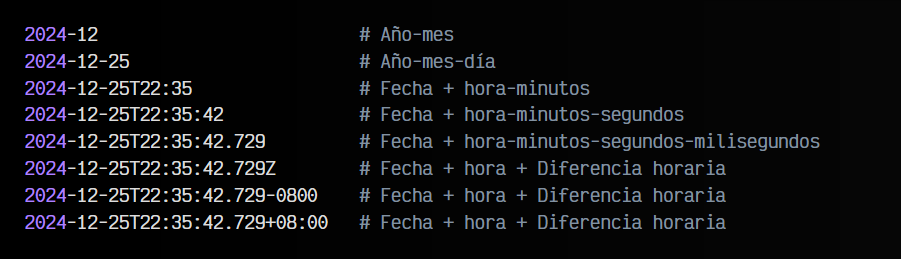 2024-12 # Año-mes
2024-12-25 # Año-mes-día
2024-12-25T22:35 # Fecha + hora-minutos
2024-12-25T22:35:42 # Fecha + hora-minutos-segundos
2024-12-25T22:35:42.729 # Fecha + hora-minutos-segundos-milisegundos
2024-12-25T22:35:42.729Z # Fecha + hora + Diferencia horaria
2024-12-25T22:35:42.729-0800 # Fecha + hora + Diferencia horaria
2024-12-25T22:35:42.729+08:00 # Fecha + hora + Diferencia horaria